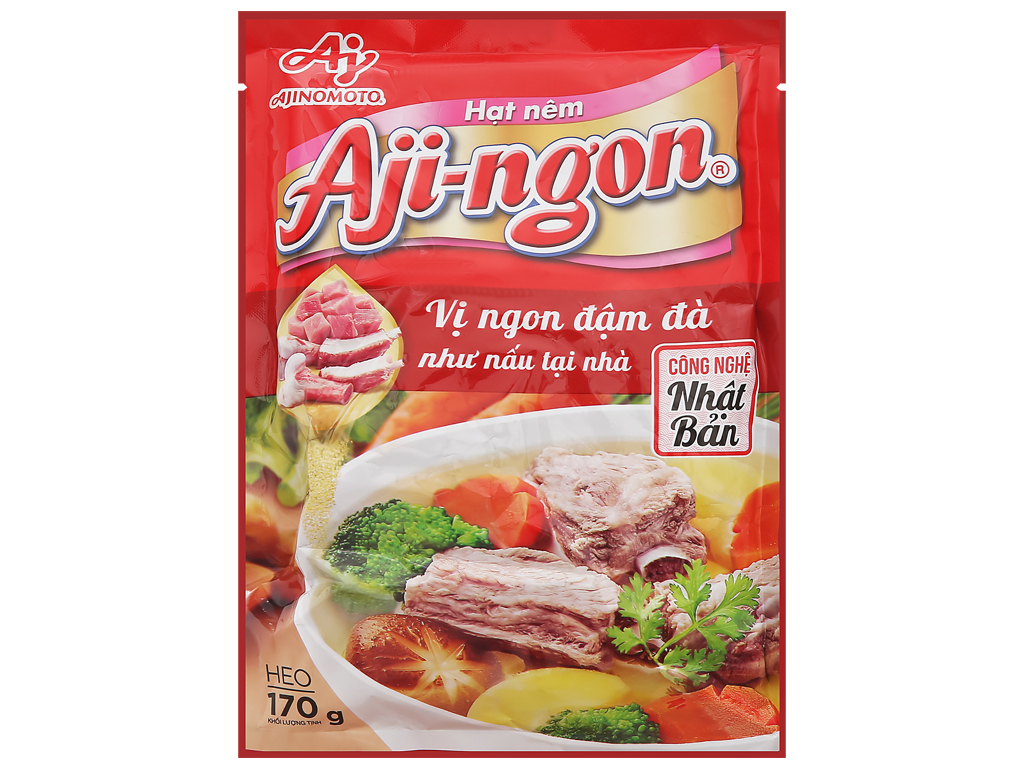 Aj
AJINOMOTO®
Hạt nêm
Aji-ngon®
Vị ngon đậm đà
như nấu tại nhà
CÔNG NGHỆ
Nhật
Bản
HEO
170 g
KHỐI LƯỢNG TỊNH